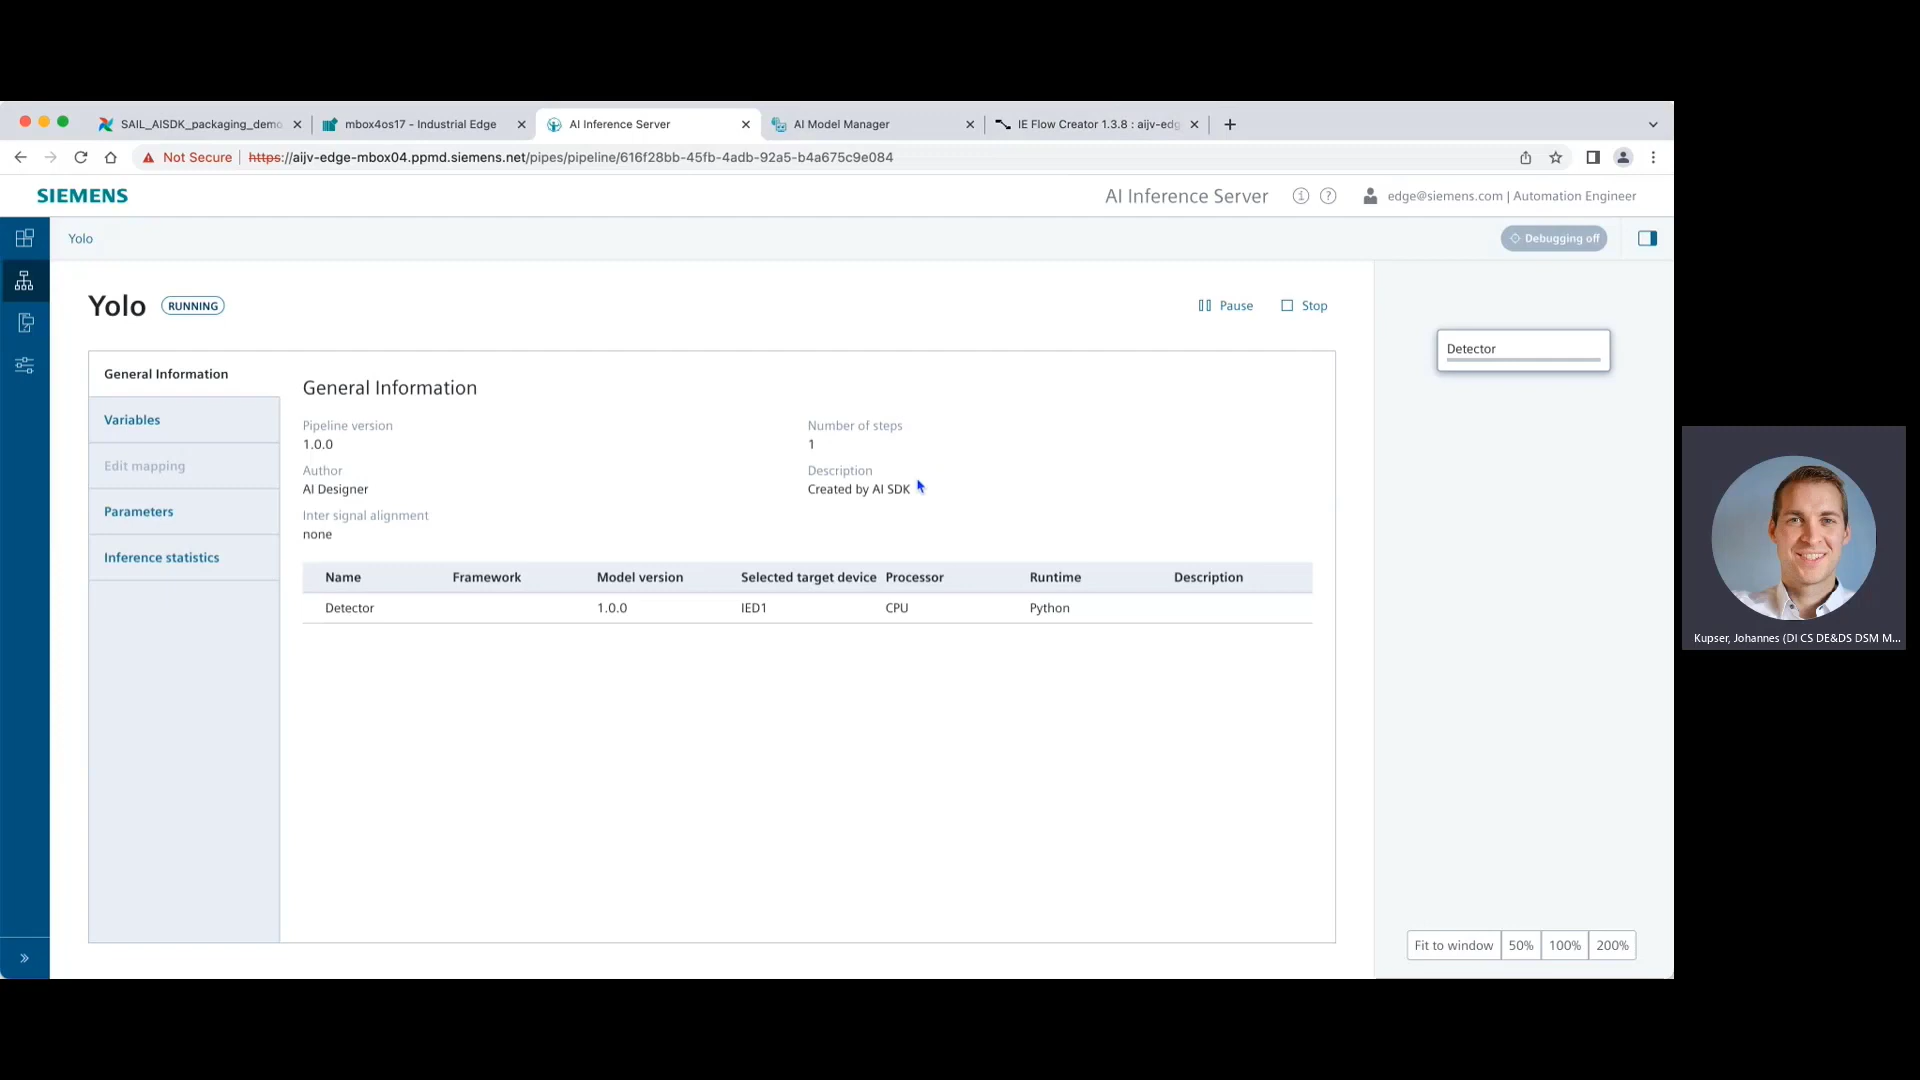 SAIL_AISDK_packaging_demo
mbox4os17 - Industrial Edge
AI Inference Server
AI Model Manager
IE Flow Creator 1.3.8 : aijv-edg
Not Secure
https://aijv-edge-mbox04.ppmd.siemens.net/pipes/pipeline/616f28bb-45fb-4adb-92a5-b4a675c9e084
SIEMENS
AI Inference Server
edge@siemens.com | Automation Engineer
Yolo
Debugging off
Yolo
RUNNING
Pause
Stop
Detector
General Information
Variables
Edit mapping
Parameters
Inference statistics
General Information
Pipeline version
1.0.0
Number of steps
1
Author
AI Designer
Description
Created by AI SDK
Inter signal alignment
none
Name Framework Model version Selected target device Processor Runtime Description
Detector 1.0.0 IED1 CPU Python
Fit to window 50% 100% 200%
Kupser, Johannes (DI CS DE&DS DSM M...